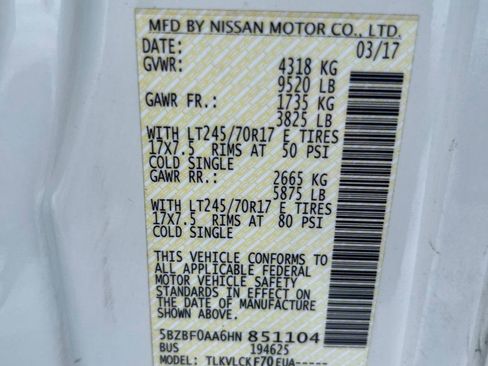 MFD BY NISSAN MOTOR CO., LTD.
DATE: 03/17
GVWR: 4318 KG
9520 LB
GAWR FR.: 1735 KG
3825 LB
WITH LT245/70R17 E TIRES
17X7.5 RIMS AT 50 PSI
COLD SINGLE
GAWR RR.: 2665 KG
5875 LB
WITH LT245/70R17 E TIRES
17X7.5 RIMS AT 80 PSI
COLD SINGLE
THIS VEHICLE CONFORMS TO
ALL APPLICABLE FEDERAL
MOTOR VEHICLE SAFETY
STANDARDS IN EFFECT ON
THE DATE OF MANUFACTURE
SHOWN ABOVE.
5BZBF0AA6HN 851104
BUS 194625
MODEL: TLKVLCKF70EUA-----